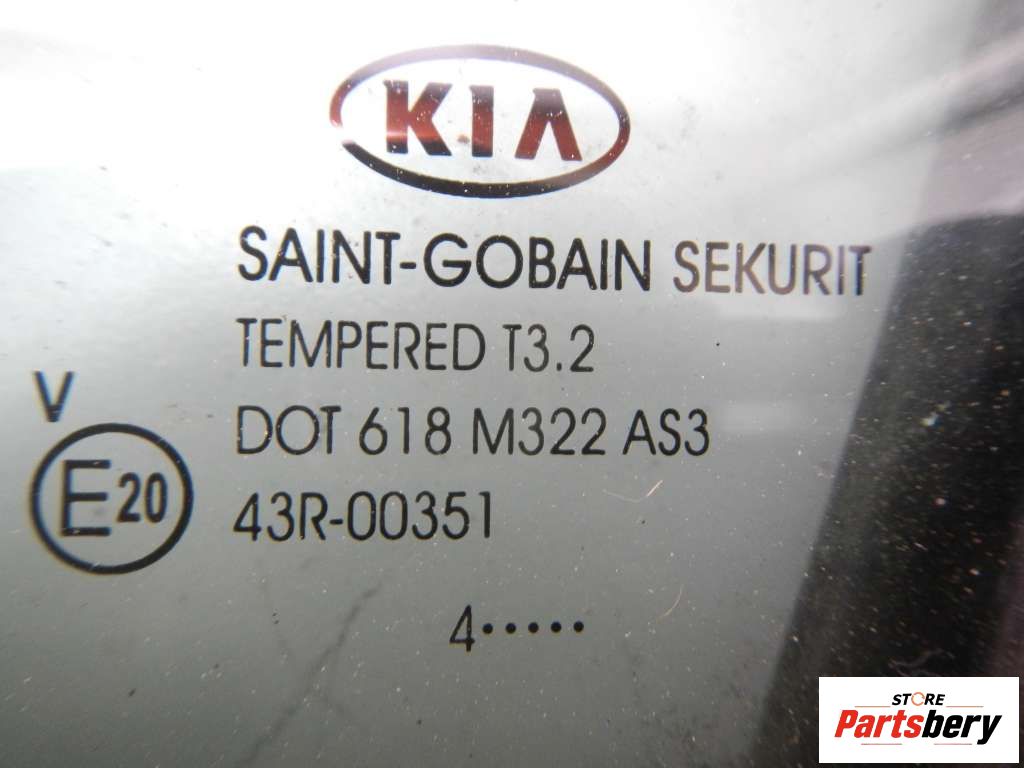 KIA
SAINT-GOBAIN SEKURIT
TEMPERED T3.2
V
DOT 618 M322 AS3
E20
43R-00351
4•••••
STORE
Partsbery